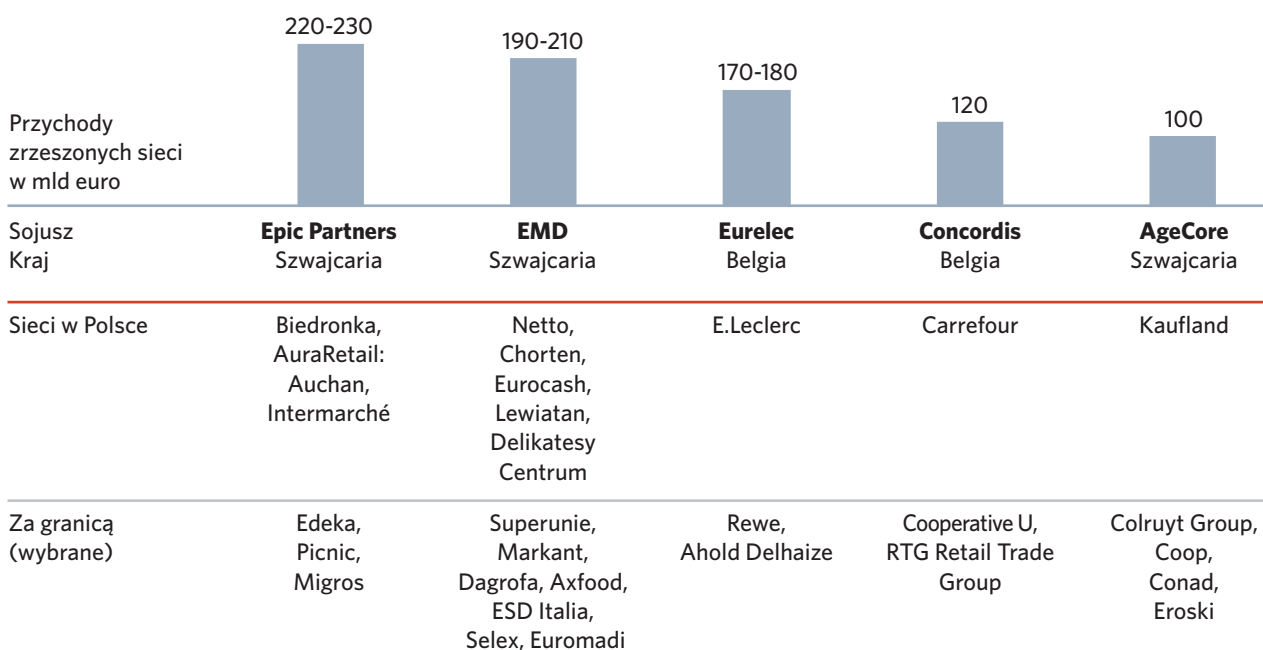 220-230
190-210
170-180
120
100
Przychody
zrzeszonych sieci
w mld euro
Sojusz
Kraj
Epic Partners
Szwajcaria
EMD
Szwajcaria
Eurelec
Belgia
Concordis
Belgia
AgeCore
Szwajcaria
Sieci w Polsce
Biedronka,
AuraRetail:
Auchan,
Intermarché
Netto,
Chorten,
Eurocash,
Lewiatan,
Delikatesy
Centrum
E.Leclerc
Carrefour
Kaufland
Za granicą
(wybrane)
Edeka,
Picnic,
Migros
Superunie,
Markant,
Dagrofa, Axfood,
ESD Italia,
Selex, Euromadi
Rewe,
Ahold Delhaize
Cooperative U,
RTG Retail Trade
Group
Colruyt Group,
Coop,
Conad,
Eroski